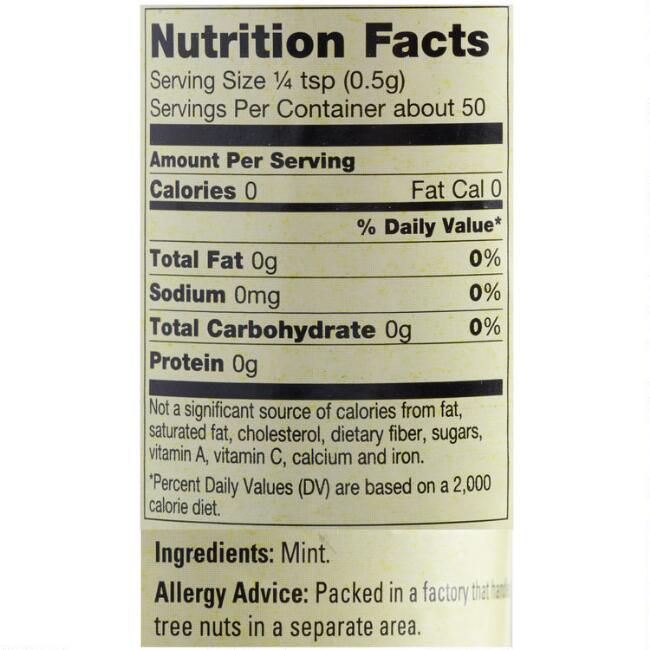 Nutrition Facts
Serving Size ¼ tsp (0.5g)
Servings Per Container about 50
Amount Per Serving
Calories 0 Fat Cal 0
% Daily Value*
Total Fat 0g 0%
Sodium 0mg 0%
Total Carbohydrate 0g 0%
Protein 0g
Not a significant source of calories from fat,
saturated fat, cholesterol, dietary fiber, sugars,
vitamin A, vitamin C, calcium and iron.
*Percent Daily Values (DV) are based on a 2,000
calorie diet.
Ingredients: Mint.
Allergy Advice: Packed in a factory that
tree nuts in a separate area.